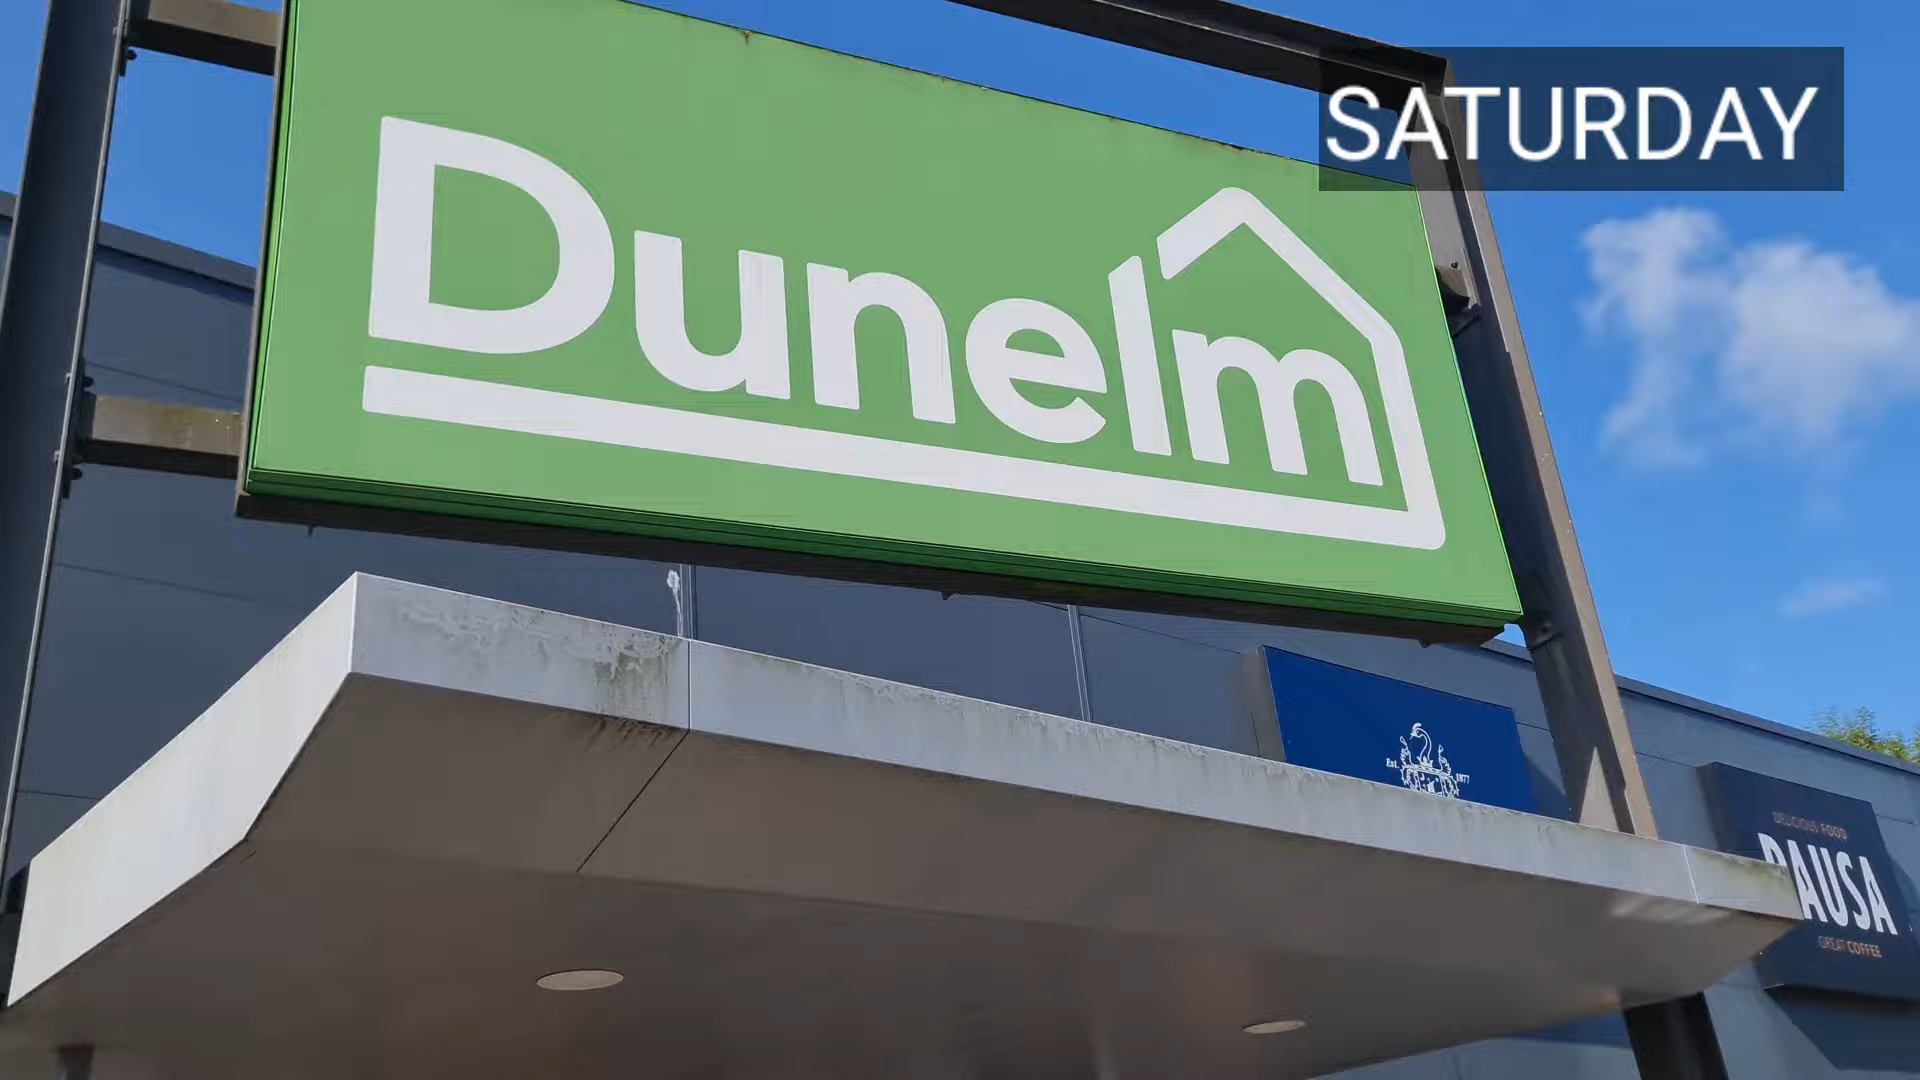 SATURDAY
Dunelm
Est. 1877
DELICIOUS FOOD
PAUSA
GREAT COFFEE